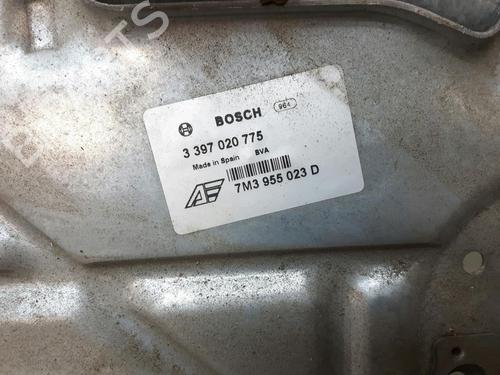 BOSCH
964
3 397 020 775
Made in Spain BVA
7M3 955 023 D